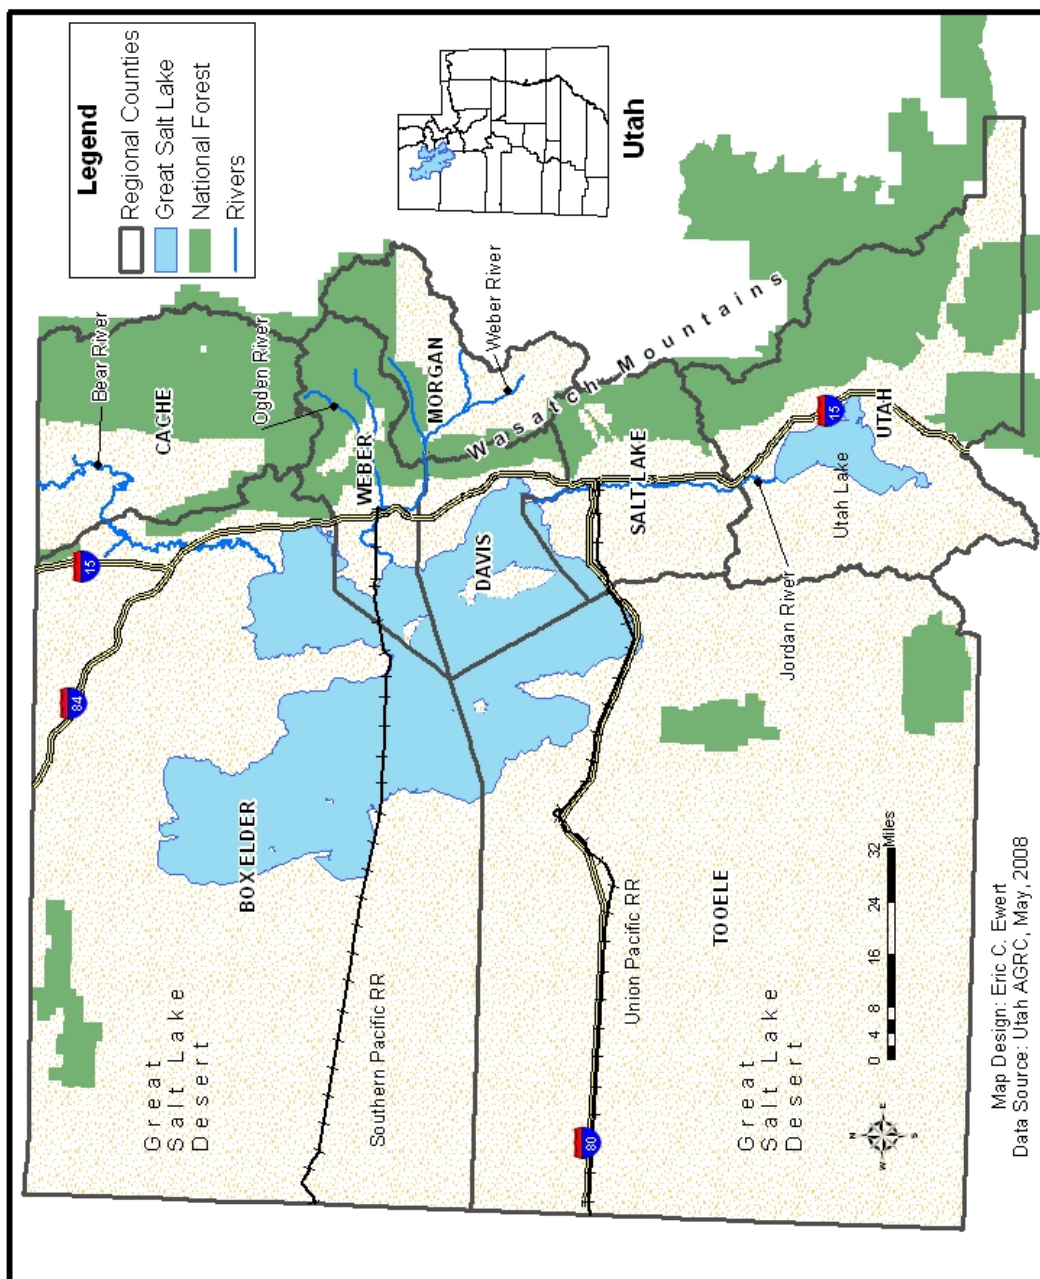 Legend
Regional Counties
Great Salt Lake
National Forest
Rivers
Utah
Bear River
CACHE
Ogden River
WEBER
MORGAN
Weber River
Wasatch Mountains
15
84
BOX ELDER
DAVIS
SALT LAKE
15
UTAH
Utah Lake
Jordan River
Great
Salt Lake
Desert
Southern Pacific RR
Union Pacific RR
80
TOOELE
Great
Salt Lake
Desert
N
W E
S
0 4 8 16 24 32
Miles
Map Design: Eric C. Ewert
Data Source: Utah AGRC, May, 2008